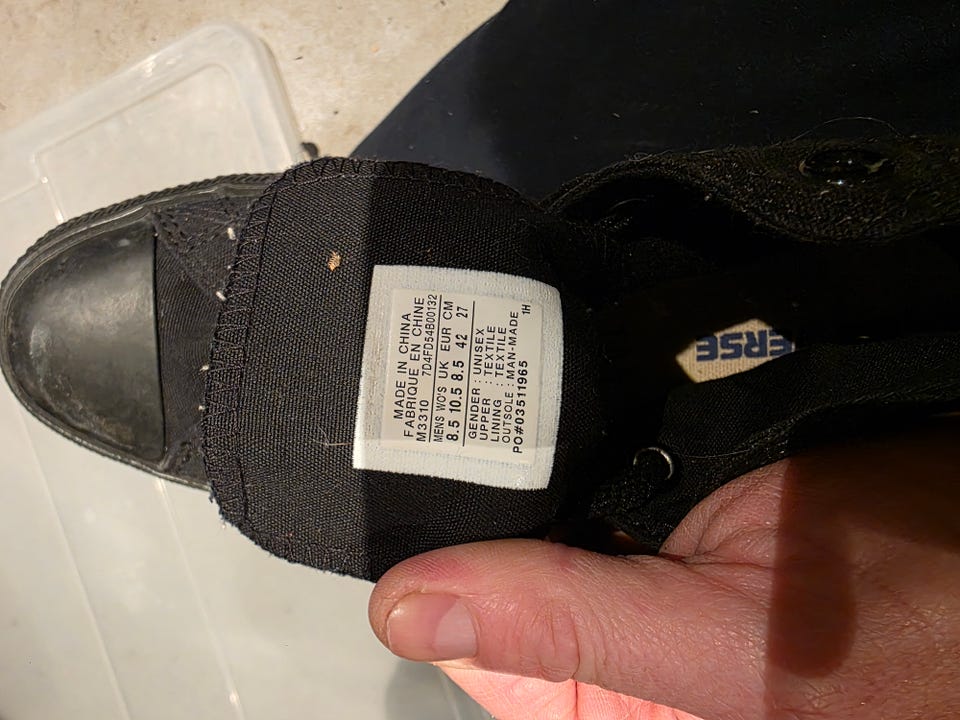 MADE IN CHINA
FABRIQUE EN CHINE
M3310 7D4FD54B00132
MENS WO'S UK EUR CM
8.5 10.5 8.5 42 27
GENDER : UNISEX
UPPER : TEXTILE
LINING : TEXTILE
OUTSOLE : MAN-MADE
PO#03511965 1H
ERSE